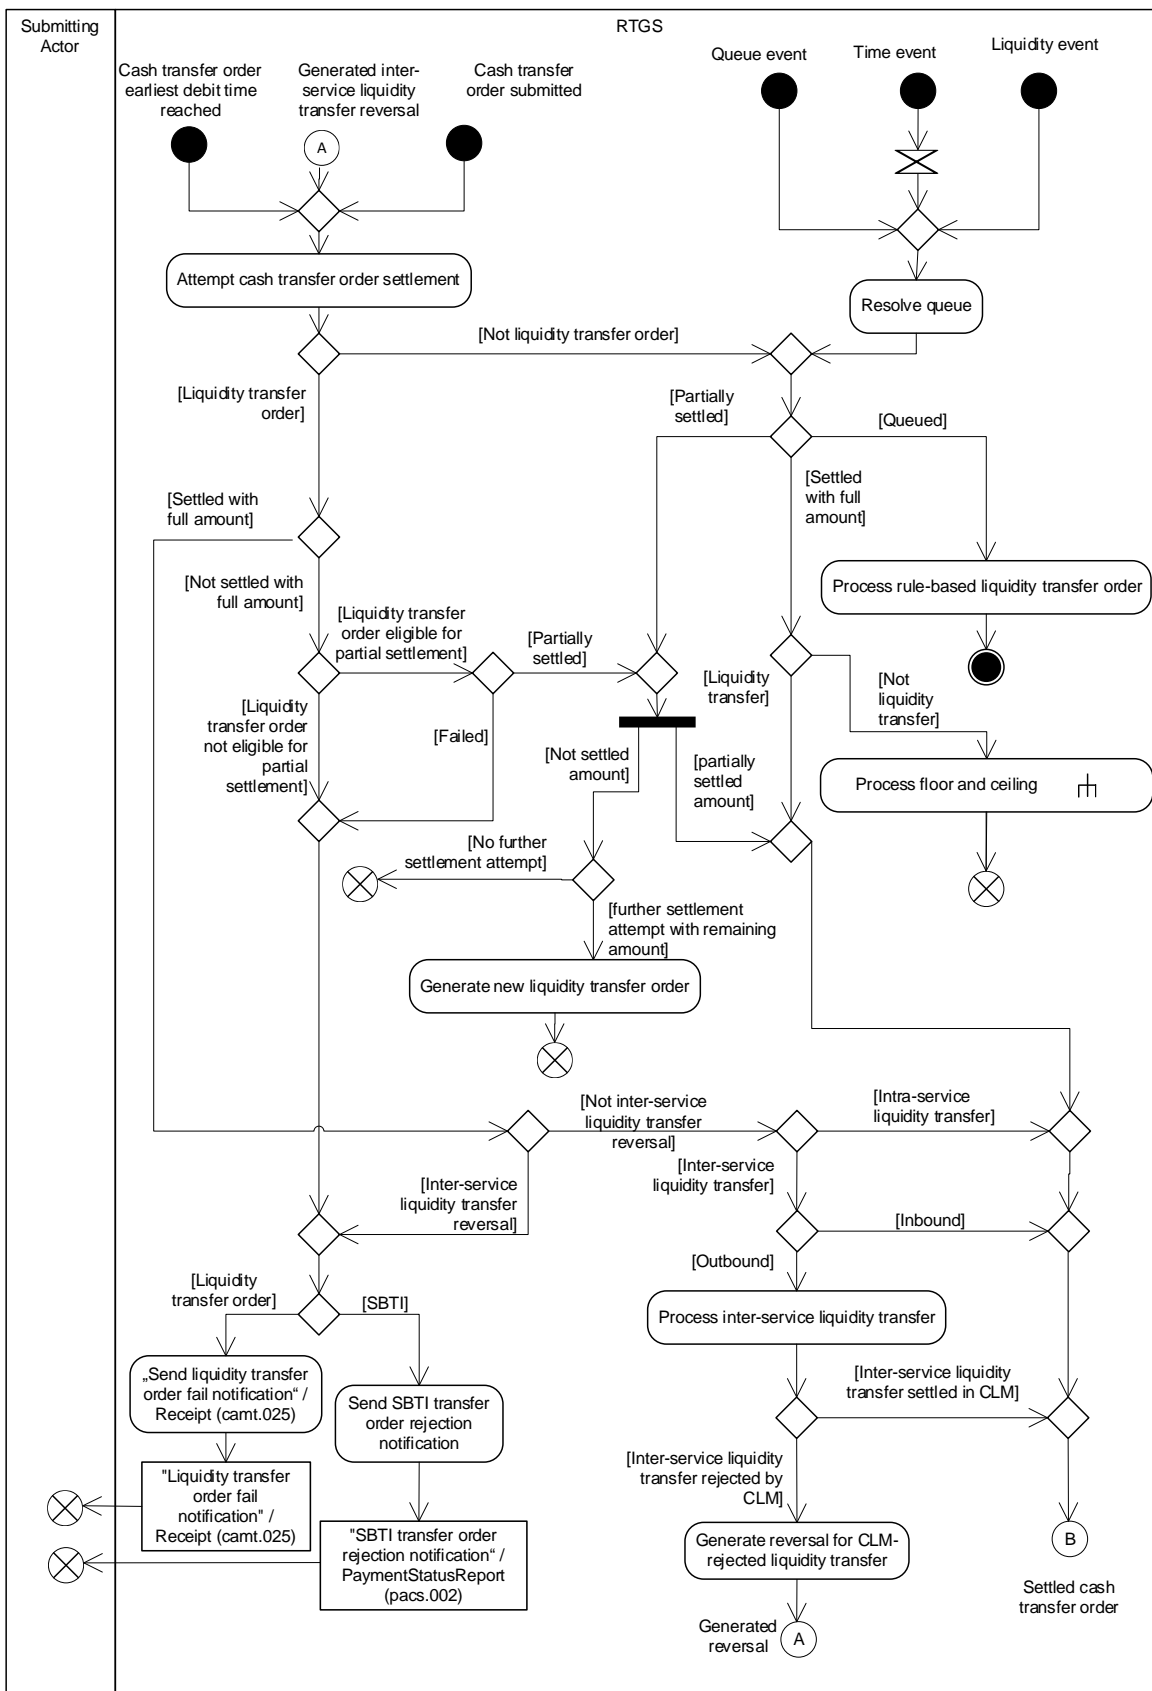 Submitting
Actor
RTGS
Cash transfer order
earliest debit time
reached
Generated inter-
service liquidity
transfer reversal
Cash transfer
order submitted
Queue event
Time event
Liquidity event
A
Attempt cash transfer order settlement
Resolve queue
[Not liquidity transfer order]
[Liquidity transfer
order]
[Partially
settled]
[Queued]
[Settled with
full amount]
[Settled
with full
amount]
[Not settled with
full amount]
Process rule-based liquidity transfer order
[Liquidity transfer
order eligible for
partial settlement]
[Partially
settled]
[Liquidity
transfer]
[Not
liquidity
transfer]
[Liquidity
transfer order
not eligible for
partial
settlement]
[Failed]
[Not settled
amount]
[partially
settled
amount]
Process floor and ceiling
[No further
settlement attempt]
[further settlement
attempt with remaining
amount]
Generate new liquidity transfer order
[Not inter-service
liquidity transfer
reversal]
[Intra-service
liquidity transfer]
[Inter-service
liquidity transfer
reversal]
[Inter-service
liquidity transfer]
[Inbound]
[Outbound]
[Liquidity
transfer order]
[SBTI]
Process inter-service liquidity transfer
„Send liquidity transfer
order fail notification“ /
Receipt (camt.025)
Send SBTI transfer
order rejection
notification
[Inter-service liquidity
transfer settled in CLM]
"Liquidity transfer
order fail
notification" /
Receipt (camt.025)
[Inter-service liquidity
transfer rejected by
CLM]
"SBTI transfer order
rejection notification“ /
PaymentStatusReport
(pacs.002)
Generate reversal for CLM-
rejected liquidity transfer
B
Settled cash
transfer order
Generated
reversal
A